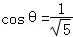 cos θ = 1/√5